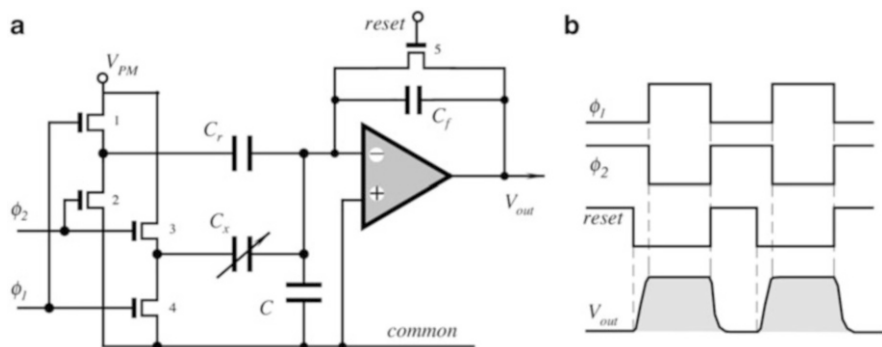 a
reset
5
V_PM
C_f
1
C_r
−
+
V_out
2
ϕ_2
3
C_x
ϕ_1
4
C
common
b
ϕ_1
ϕ_2
reset
V_out